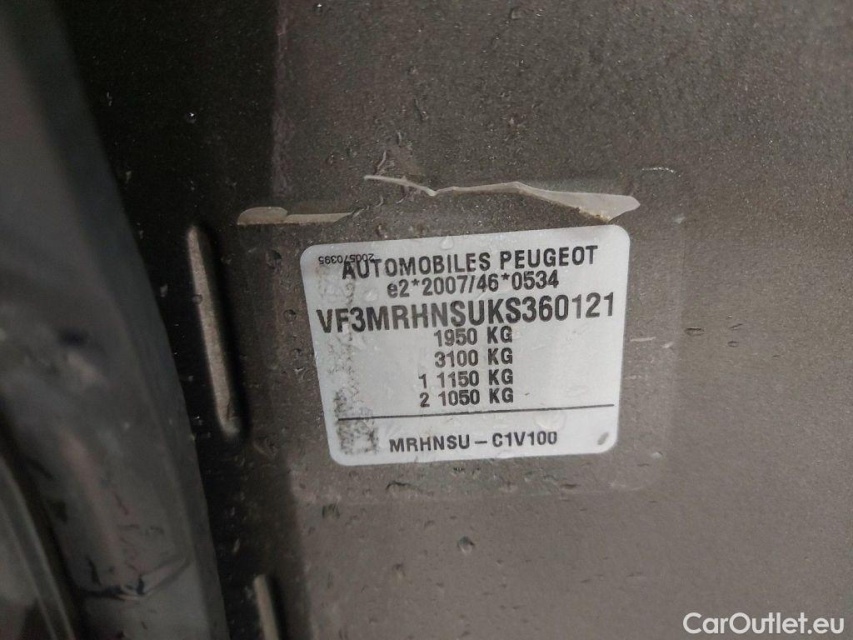 200570395
AUTOMOBILES PEUGEOT
e2*2007/46*0534
VF3MRHNSUKS360121
1950 KG
3100 KG
1 1150 KG
2 1050 KG
MRHNSU - C1V100
CarOutlet.eu